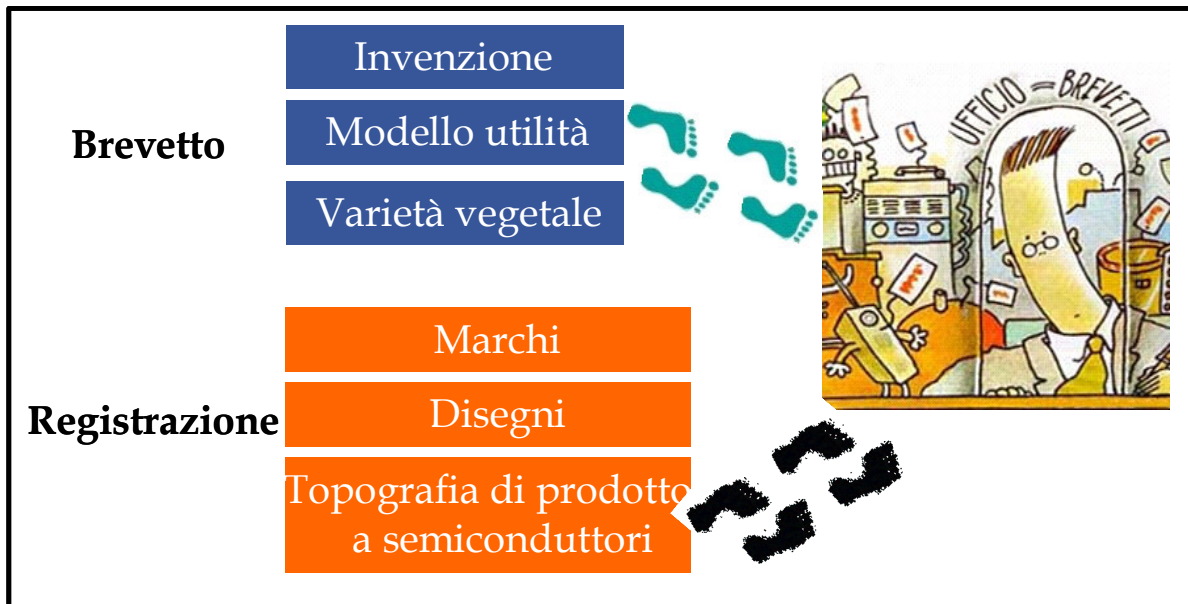 Brevetto
Invenzione
Modello utilità
Varietà vegetale
UFFICIO = BREVETTI
Registrazione
Marchi
Disegni
Topografia di prodotto
a semiconduttori